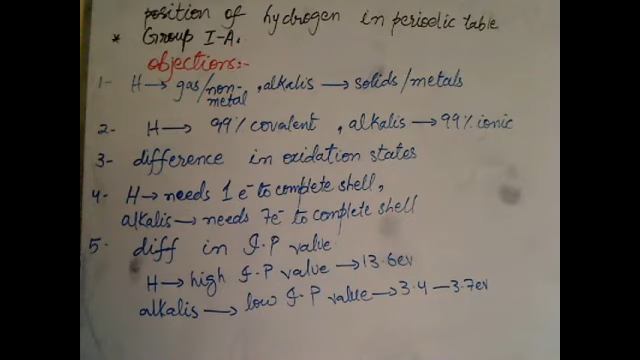 position of hydrogen in periodic table
* Group I-A.
objections:-
1- H → gas/non-metal, alkalis → solids/metals
2- H → 99% covalent, alkalis → 99% ionic
3- difference in oxidation states
4- H → needs 1 e⁻ to complete shell,
alkalis → needs 7e⁻ to complete shell
5- diff in I.P value
H → high I.P value → 13.6ev
alkalis → low I.P value → 3.4 — 3.7ev